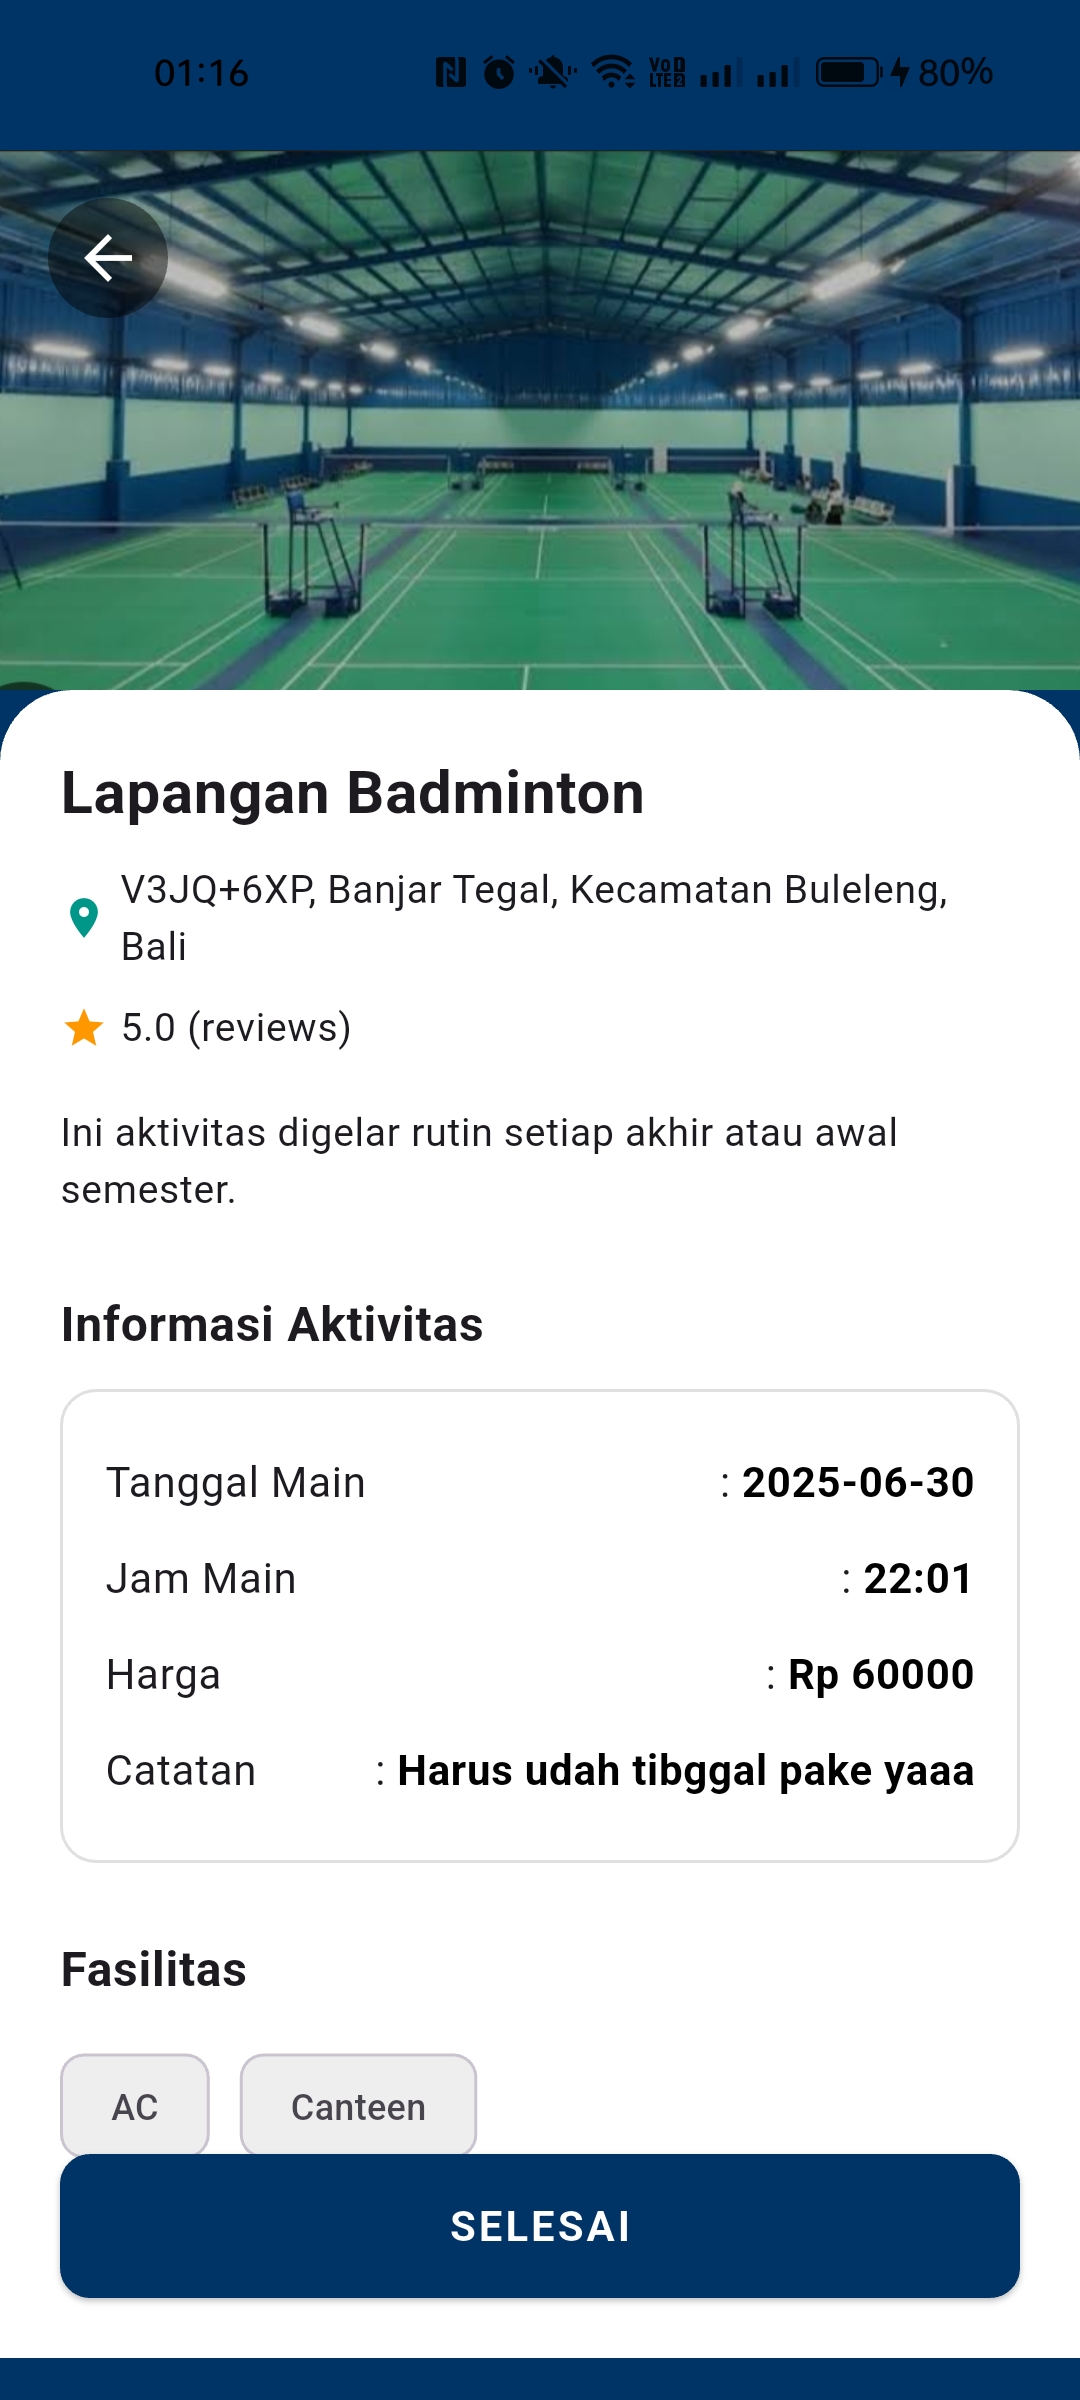 01:16
VoD
LTE2
80%
Lapangan Badminton
V3JQ+6XP, Banjar Tegal, Kecamatan Buleleng,
Bali
5.0 (reviews)
Ini aktivitas digelar rutin setiap akhir atau awal
semester.
Informasi Aktivitas
Tanggal Main : 2025-06-30
Jam Main : 22:01
Harga : Rp 60000
Catatan : Harus udah tibggal pake yaaa
Fasilitas
AC Canteen
SELESAI